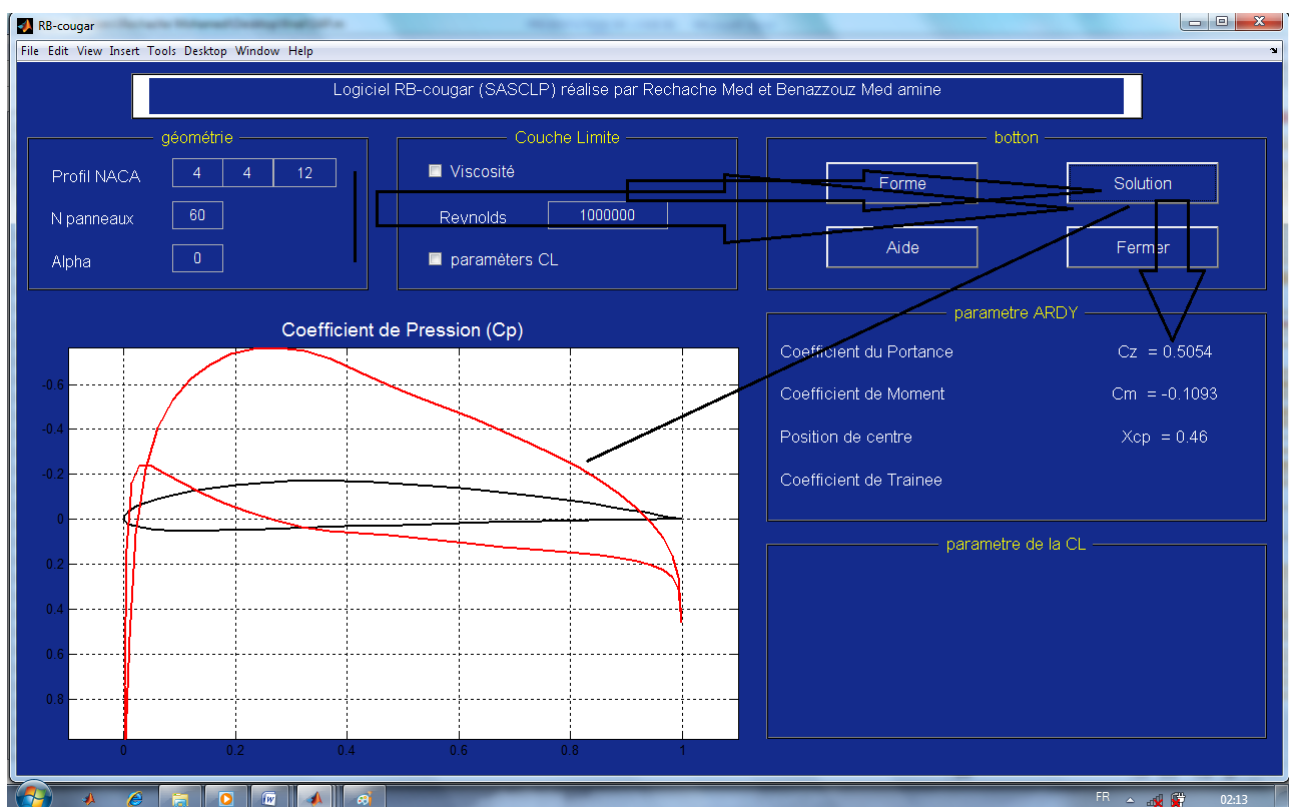 RB-cougar
File Edit View Insert Tools Desktop Window Help
Logiciel RB-cougar (SASCLP) réalise par Rechache Med et Benazzouz Med amine
géométrie
Profil NACA 4 4 12
N panneaux 60
Alpha 0
Couche Limite
Viscosité
Reynolds 1000000
paraméters CL
botton
Forme Solution
Aide Fermer
Coefficient de Pression (Cp)
-0.6
-0.4
-0.2
0
0.2
0.4
0.6
0.8
0 0.2 0.4 0.6 0.8 1
parametre ARDY
Coefficient du Portance Cz = 0.5054
Coefficient de Moment Cm = -0.1093
Position de centre Xcp = 0.46
Coefficient de Trainee
parametre de la CL
FR 02:13